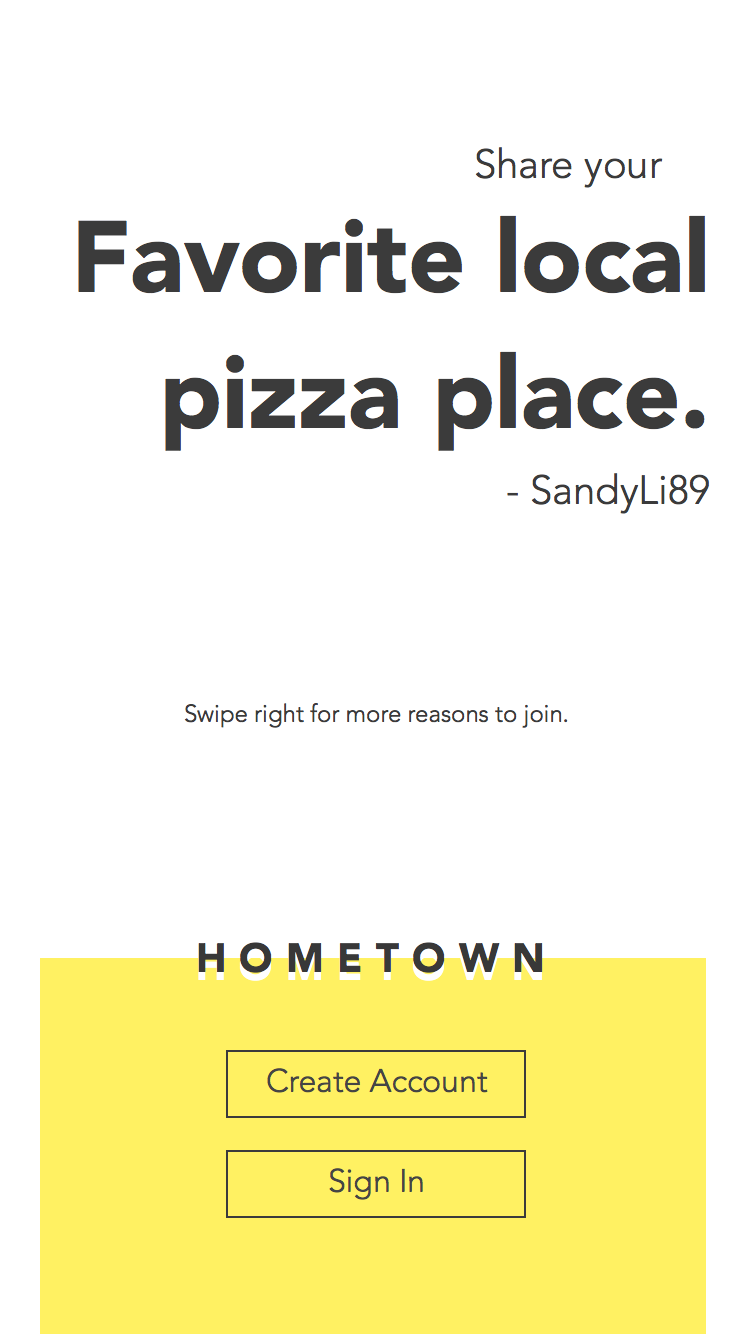 Share your
Favorite local
pizza place.
- SandyLi89
Swipe right for more reasons to join.
HOMETOWN
Create Account
Sign In